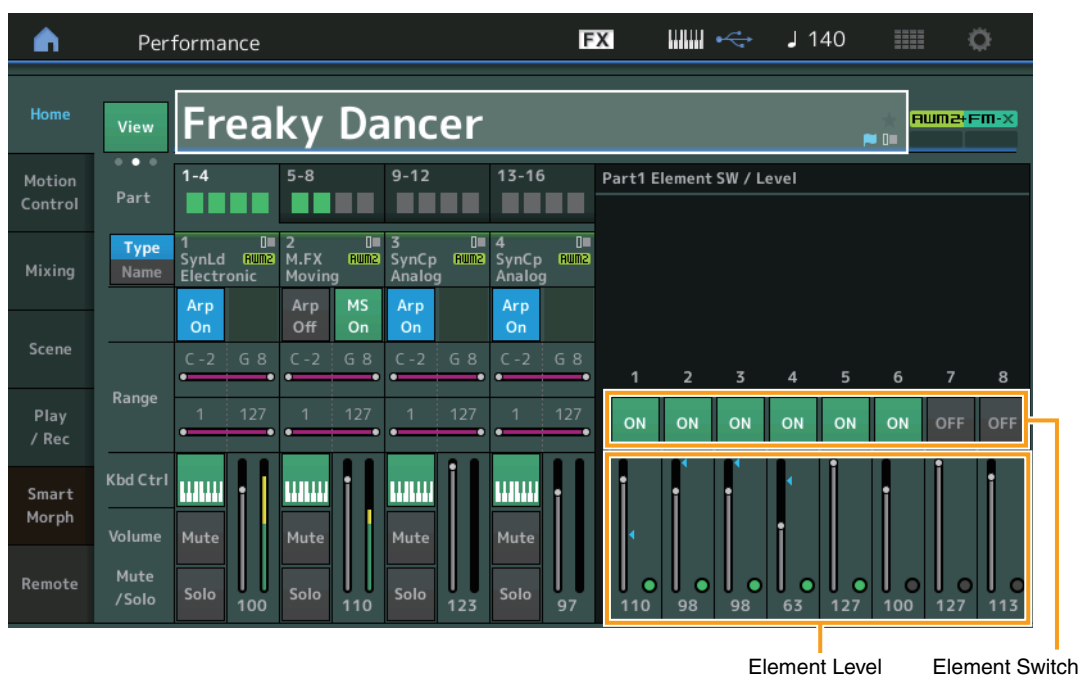 Performance FX 140
Home
View
Freaky Dancer
AWM2+FM-X
Motion
Control
Part
1-4 5-8 9-12 13-16
Part1 Element SW / Level
Type
Name
1 2 3 4
SynLd AWM2 M.FX AWM2 SynCp AWM2 SynCp AWM2
Electronic Moving Analog Analog
Mixing
Arp
On
Arp
Off
MS
On
Arp
On
Arp
On
Scene
Range
C -2 G 8 C -2 G 8 C -2 G 8 C -2 G 8
1 127 1 127 1 127 1 127
1 2 3 4 5 6 7 8
ON ON ON ON ON ON OFF OFF
Play
/ Rec
Kbd Ctrl
Smart
Morph
Volume
Mute Mute Mute Mute
Remote
Mute
/Solo
Solo 100 Solo 110 Solo 123 Solo 97
110 98 98 63 127 100 127 113
Element Level Element Switch